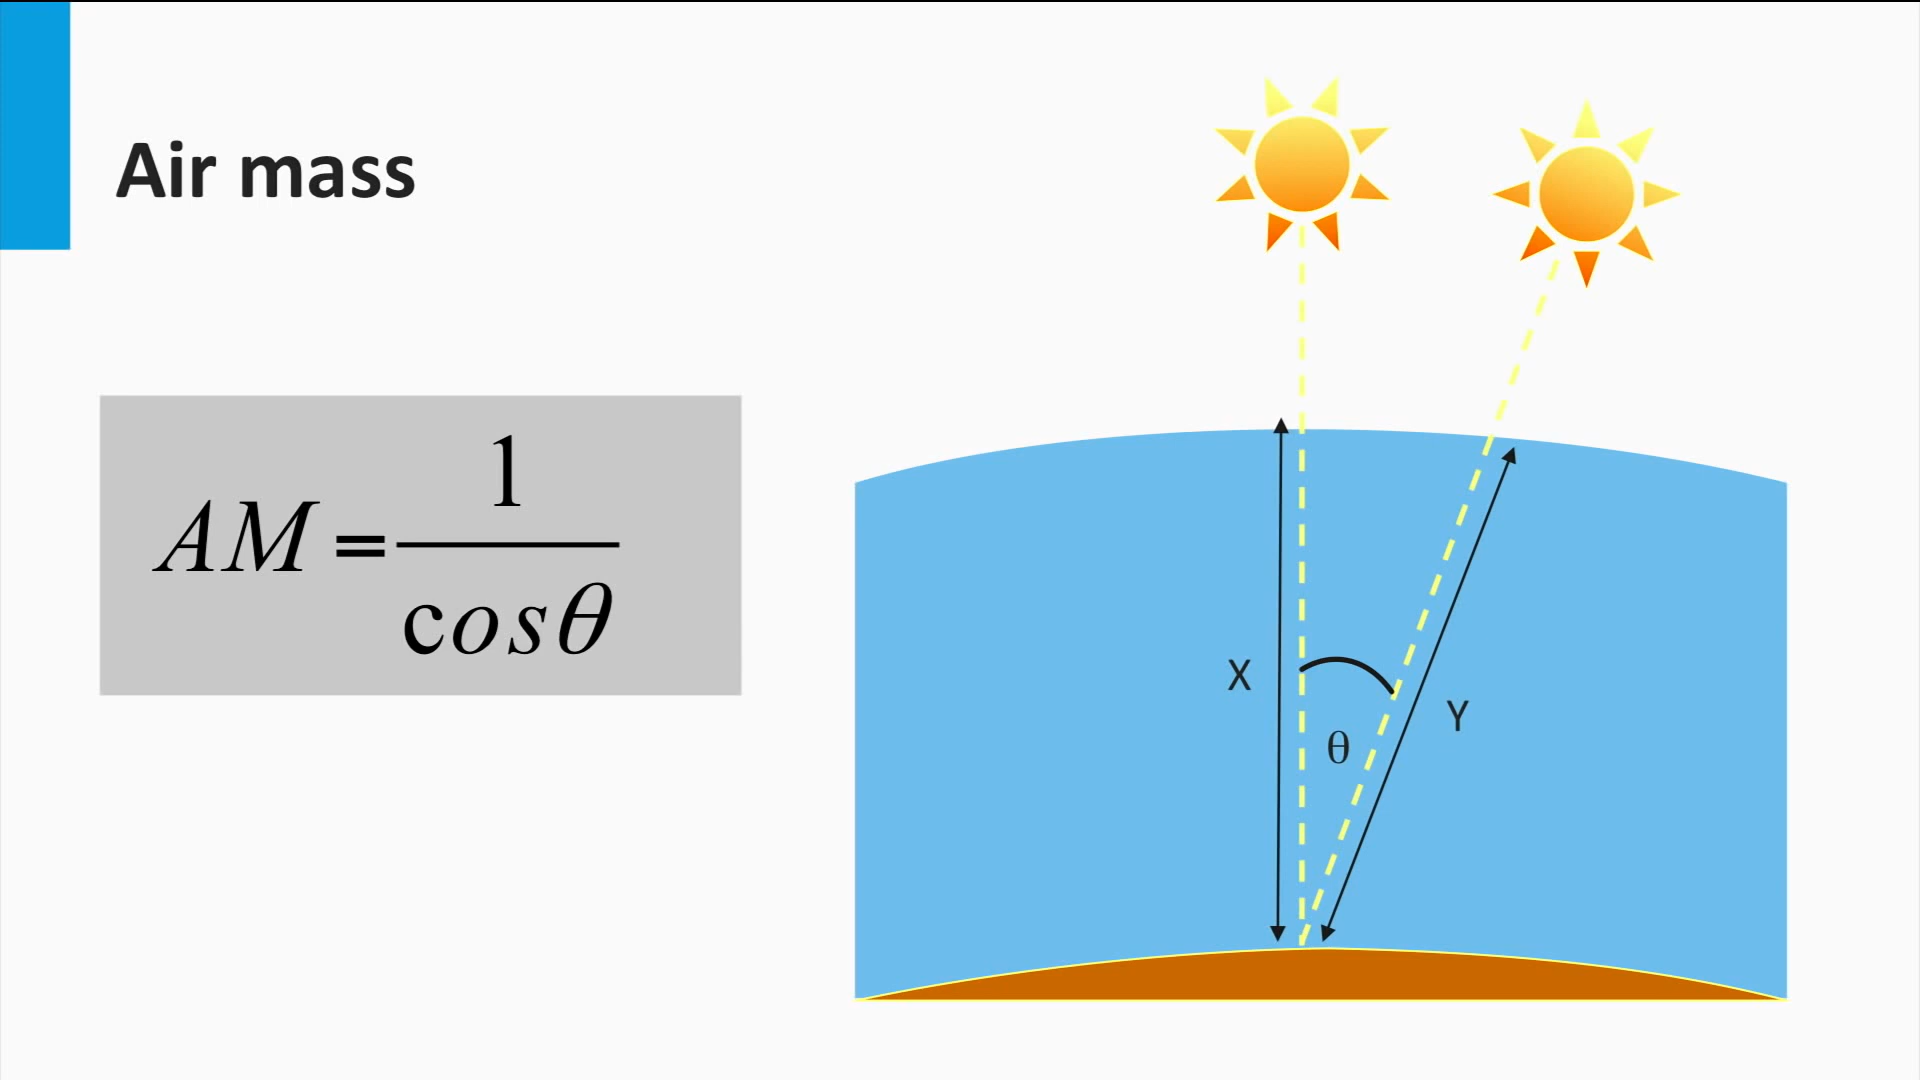 Air mass
AM = 1/cosθ
X
θ
Y